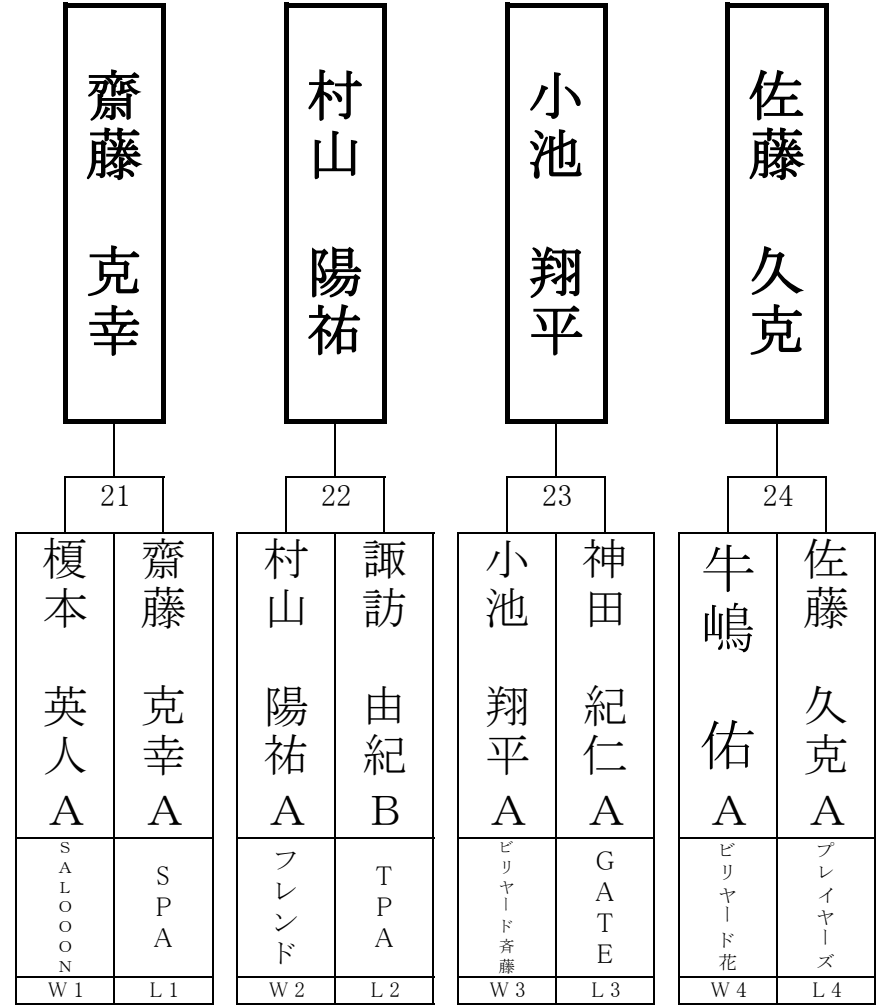 齋藤 克幸
村山 陽祐
小池 翔平
佐藤 久克
21
22
23
24
榎本 英人 A
齋藤 克幸 A
村山 陽祐 A
諏訪 由紀 B
小池 翔平 A
神田 紀仁 A
牛嶋 佑 A
佐藤 久克 A
SALOOON
SPA
フレンド
TPA
ビリヤード斉藤
GATE
ビリヤード花
プレイヤーズ
W1
L1
W2
L2
W3
L3
W4
L4